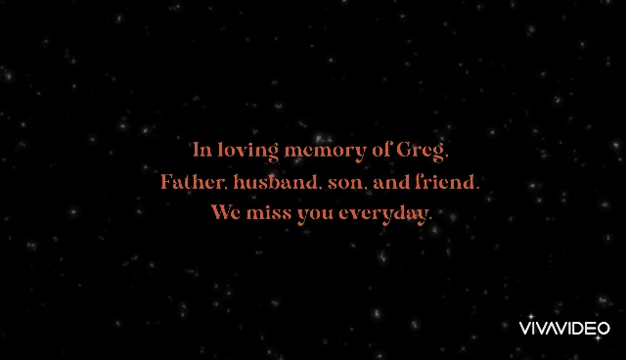 In loving memory of Greg.
Father, husband, son, and friend.
We miss you everyday.
VIVAVIDEO